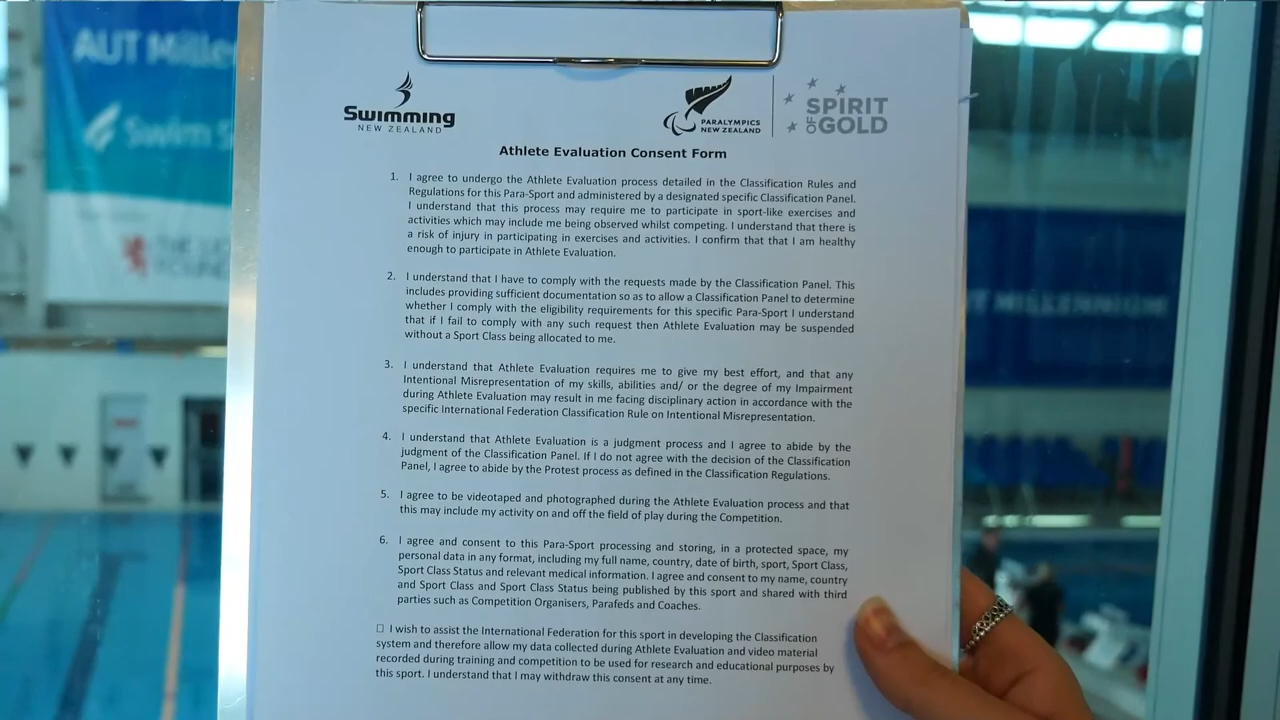 AUT Mille
Swim S
Swimming
NEW ZEALAND
PARALYMPICS
NEW ZEALAND
SPIRIT
OF GOLD
Athlete Evaluation Consent Form
1. I agree to undergo the Athlete Evaluation process detailed in the Classification Rules and
Regulations for this Para-Sport and administered by a designated specific Classification Panel.
I understand that this process may require me to participate in sport-like exercises and
activities which may include me being observed whilst competing. I understand that there is
a risk of injury in participating in exercises and activities. I confirm that that I am healthy
enough to participate in Athlete Evaluation.
2. I understand that I have to comply with the requests made by the Classification Panel. This
includes providing sufficient documentation so as to allow a Classification Panel to determine
whether I comply with the eligibility requirements for this specific Para-Sport I understand
that if I fail to comply with any such request then Athlete Evaluation may be suspended
without a Sport Class being allocated to me.
3. I understand that Athlete Evaluation requires me to give my best effort, and that any
Intentional Misrepresentation of my skills, abilities and/ or the degree of my Impairment
during Athlete Evaluation may result in me facing disciplinary action in accordance with the
specific International Federation Classification Rule on Intentional Misrepresentation.
4. I understand that Athlete Evaluation is a judgment process and I agree to abide by the
judgment of the Classification Panel. If I do not agree with the decision of the Classification
Panel, I agree to abide by the Protest process as defined in the Classification Regulations.
5. I agree to be videotaped and photographed during the Athlete Evaluation process and that
this may include my activity on and off the field of play during the Competition.
6. I agree and consent to this Para-Sport processing and storing, in a protected space, my
personal data in any format, including my full name, country, date of birth, sport, Sport Class,
Sport Class Status and relevant medical information. I agree and consent to my name, country
and Sport Class and Sport Class Status being published by this sport and shared with third
parties such as Competition Organisers, Parafeds and Coaches.
☐ I wish to assist the International Federation for this sport in developing the Classification
system and therefore allow my data collected during Athlete Evaluation and video material
recorded during training and competition to be used for research and educational purposes by
this sport. I understand that I may withdraw this consent at any time.
T MILLENNIUM